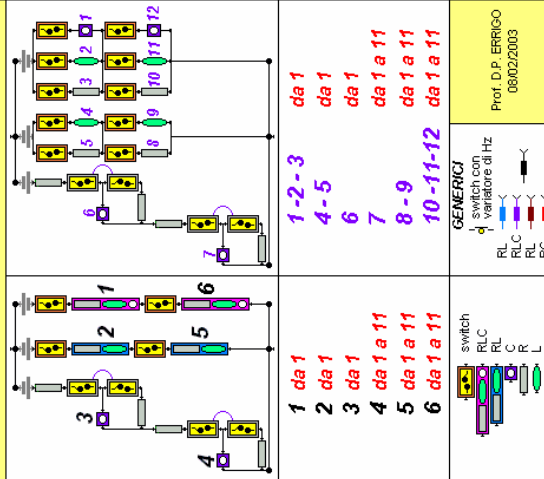 1
12
2
11
3
10
4
9
5
8
6
7
1
6
2
5
3
4
1-2-3 da 1
4-5 da 1
6 da 1
7 da 1 a 11
8-9 da 1 a 11
10-11-12 da 1 a 11
1 da 1
2 da 1
3 da 1
4 da 1 a 11
5 da 1 a 11
6 da 1 a 11
Prof. D.P. ERRIGO
08/02/2003
GENERICI
switch con
variatore di Hz
RL
RLC
RL
RC
switch
RLC
RL
C
R
L